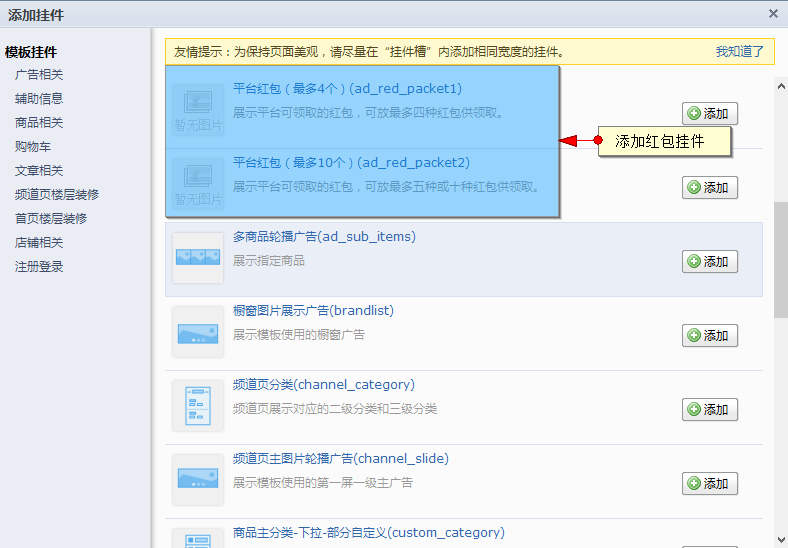 添加挂件
模板挂件
广告相关
辅助信息
商品相关
购物车
文章相关
频道页楼层装修
首页楼层装修
店铺相关
注册登录
友情提示：为保持页面美观，请尽量在“挂件槽”内添加相同宽度的挂件。 我知道了
平台红包（最多4个）(ad_red_packet1)
展示平台可领取的红包，可放最多四种红包供领取。
暂无图片
添加
添加红包挂件
平台红包（最多10个）(ad_red_packet2)
展示平台可领取的红包，可放最多五种或十种红包供领取。
暂无图片
添加
多商品轮播广告(ad_sub_items)
展示指定商品
添加
橱窗图片展示广告(brandlist)
展示模板使用的橱窗广告
添加
频道页分类(channel_category)
频道页展示对应的二级分类和三级分类
添加
频道页主图片轮播广告(channel_slide)
展示模板使用的第一屏一级主广告
添加
商品主分类-下拉-部分自定义(custom_category)